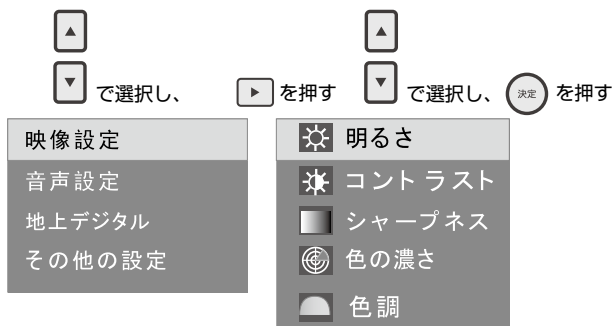 で選択し、 を押す
で選択し、 決定 を押す
映像設定
音声設定
地上デジタル
その他の設定
明るさ
コントラスト
シャープネス
色の濃さ
色調